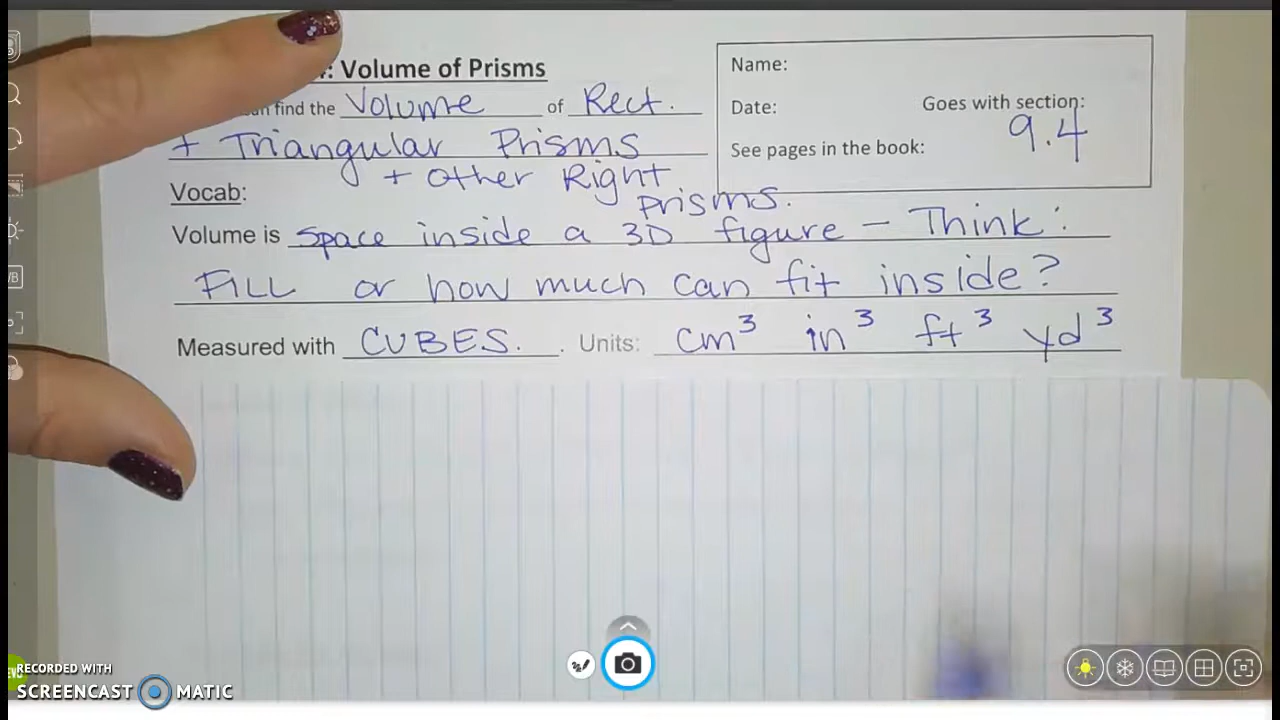 : Volume of Prisms
find the Volume of Rect.
+ Triangular Prisms
+ other Right
prisms.
Name:
Date:
Goes with section:
9.4
See pages in the book:
Vocab:
Volume is space inside a 3D figure - Think:
FILL or how much can fit inside?
Measured with CUBES. . Units: cm³ in³ ft³ yd³
RECORDED WITH
SCREENCAST MATIC